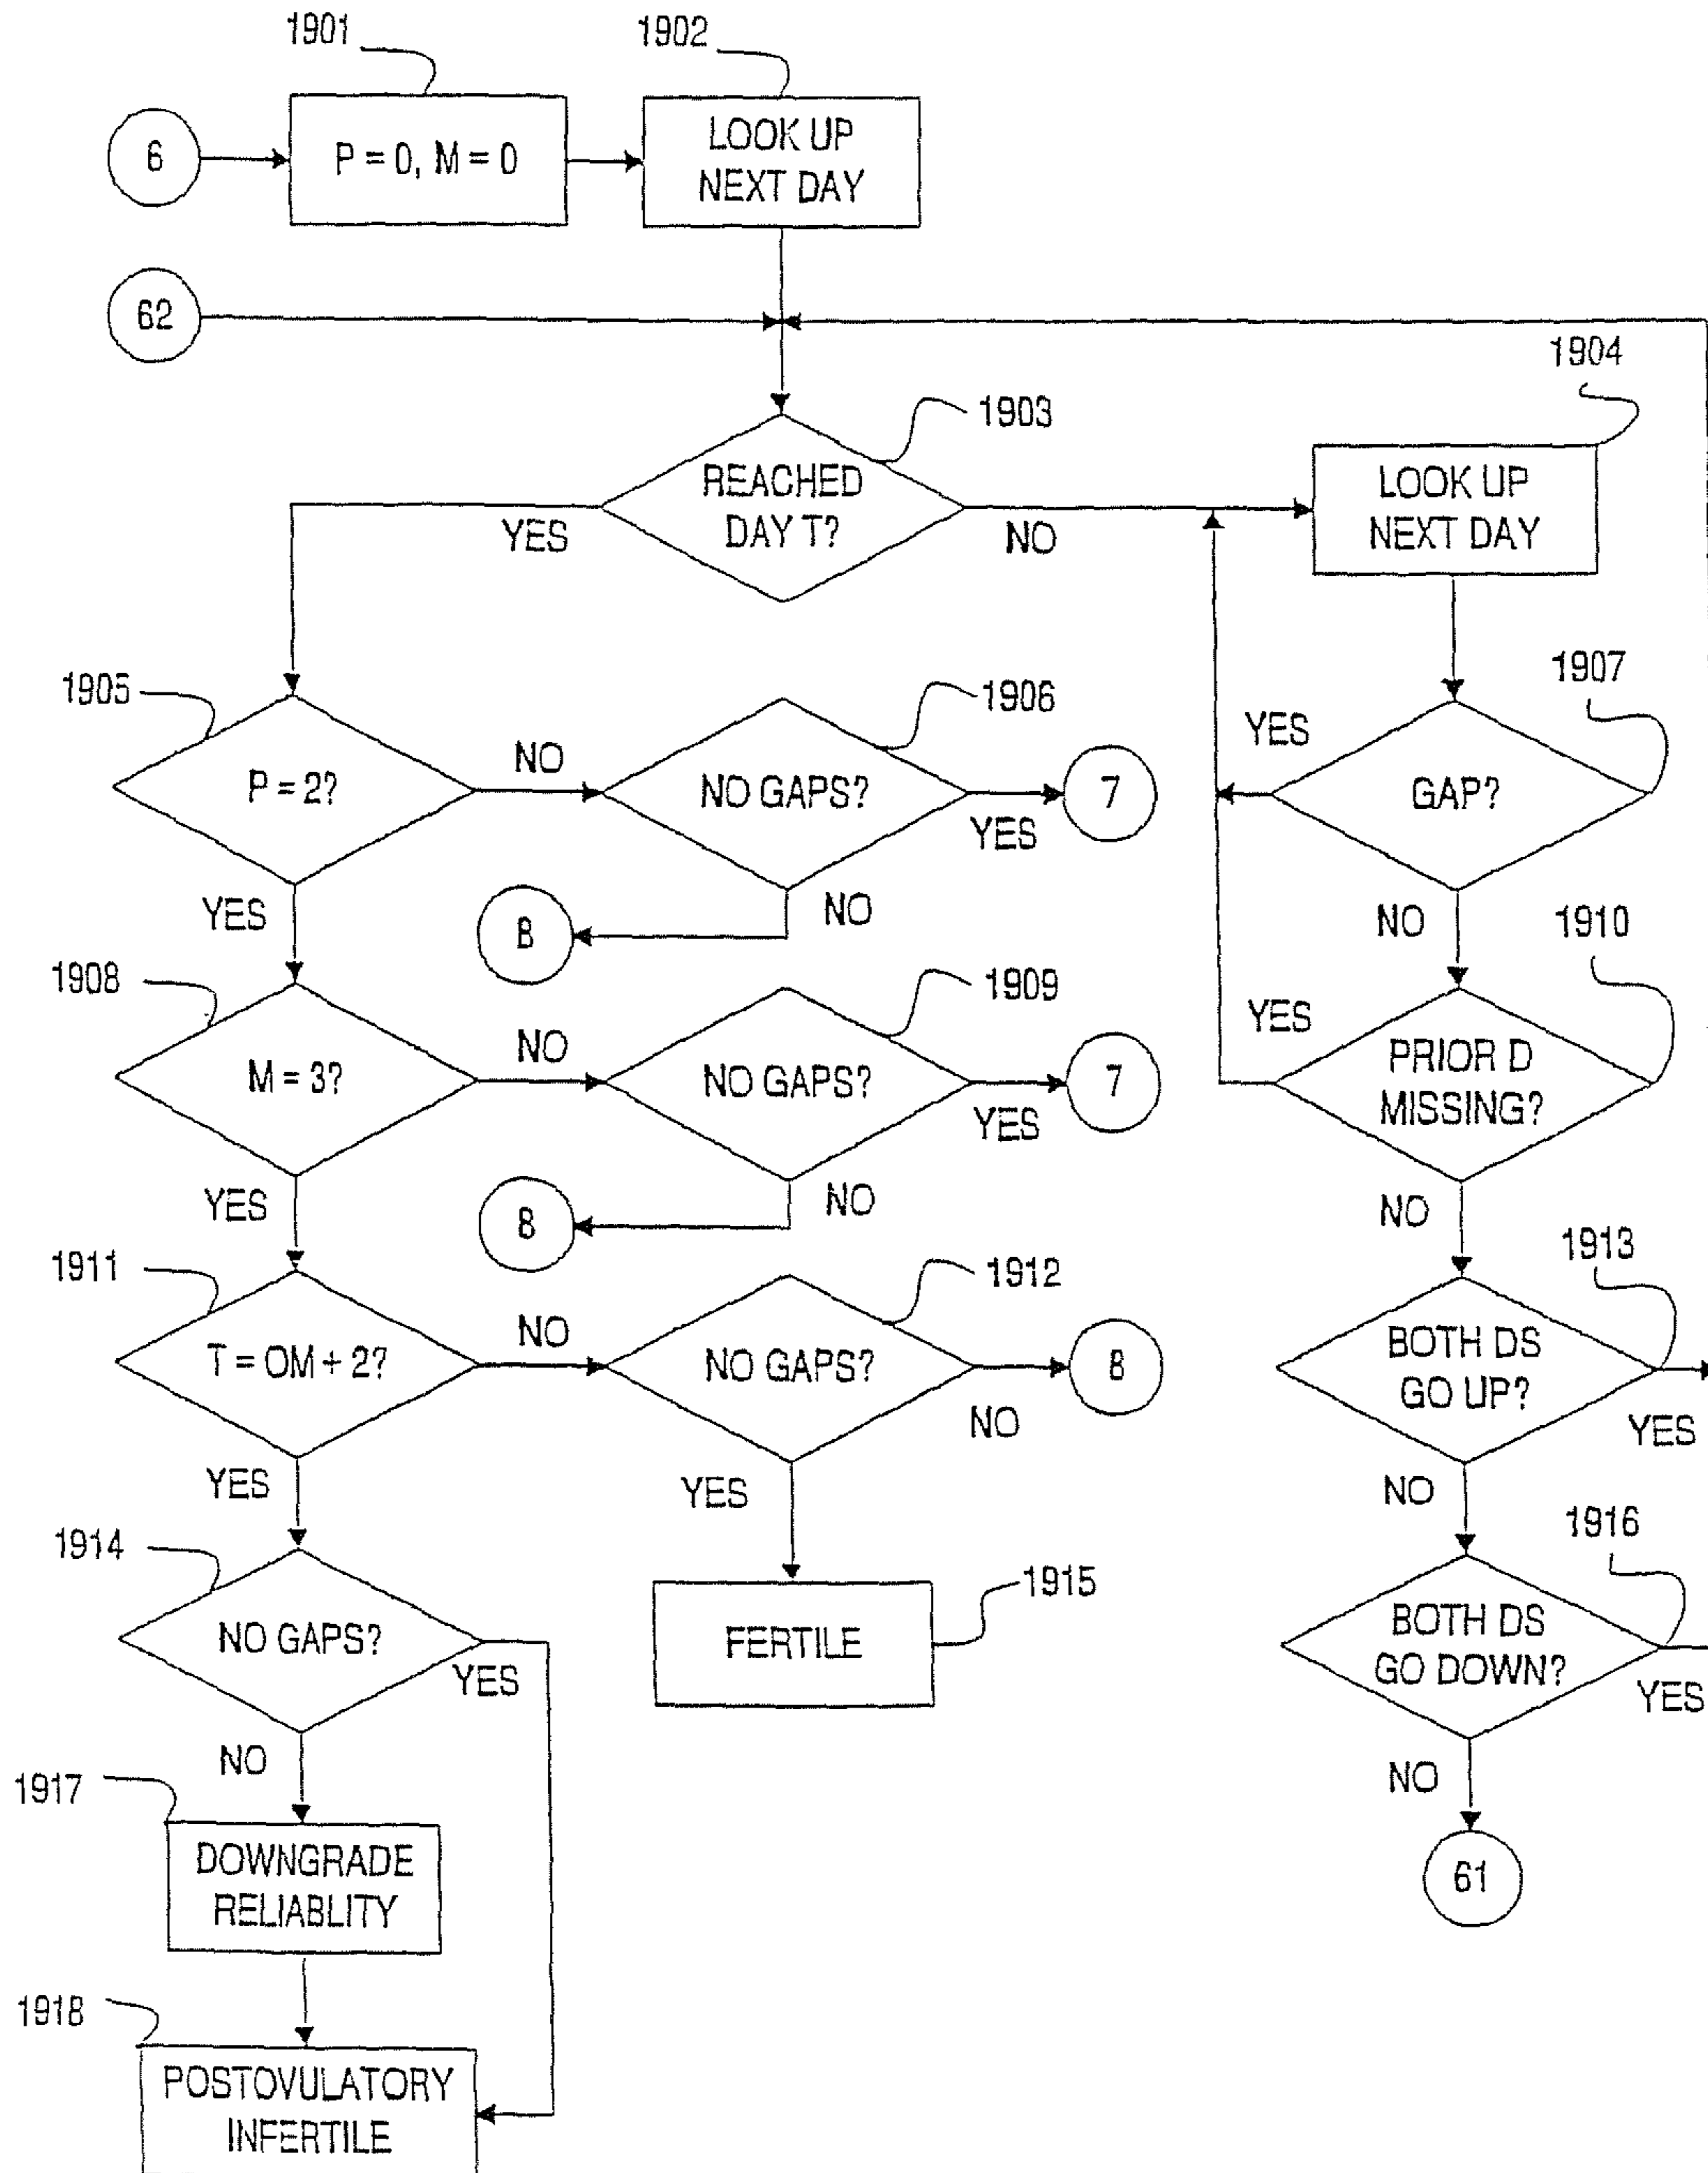 1901
1902
6
P = 0, M = 0
LOOK UP
NEXT DAY
62
1904
1903
REACHED
DAY T?
YES
NO
LOOK UP
NEXT DAY
1905
1906
1907
P = 2?
NO
NO GAPS?
YES
7
YES
GAP?
YES
NO
8
NO
1908
1909
1910
M = 3?
NO
NO GAPS?
YES
7
YES
PRIOR D
MISSING?
YES
NO
8
NO
1911
1912
1913
T = OM + 2?
NO
NO GAPS?
NO
8
BOTH DS
GO UP?
YES
YES
YES
NO
1914
1915
1916
NO GAPS?
YES
FERTILE
BOTH DS
GO DOWN?
YES
NO
NO
1917
DOWNGRADE
RELIABLITY
61
1918
POSTOVULATORY
INFERTILE